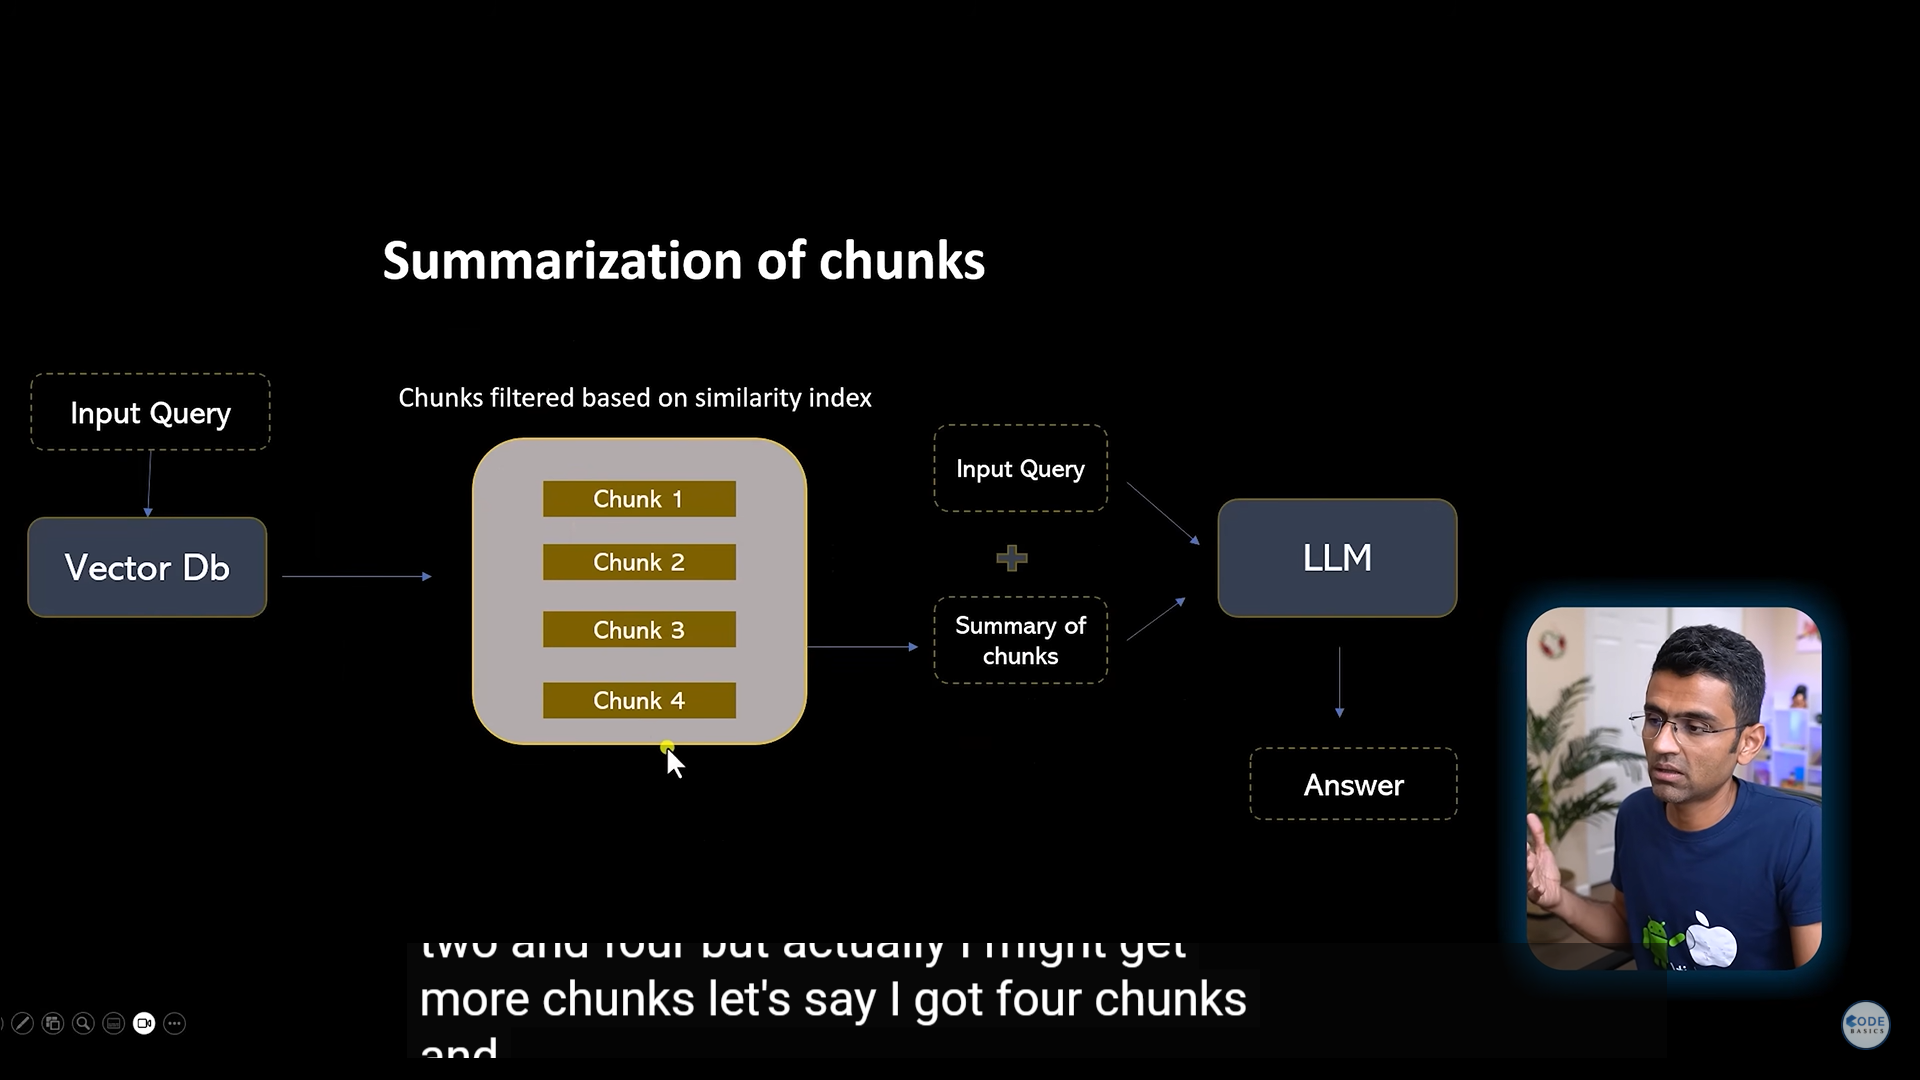 Summarization of chunks
Input Query
Vector Db
Chunks filtered based on similarity index
Chunk 1
Chunk 2
Chunk 3
Chunk 4
Input Query
Summary of
chunks
LLM
Answer
two and four but actually I might get
more chunks let's say I got four chunks
and
CODE
BASICS